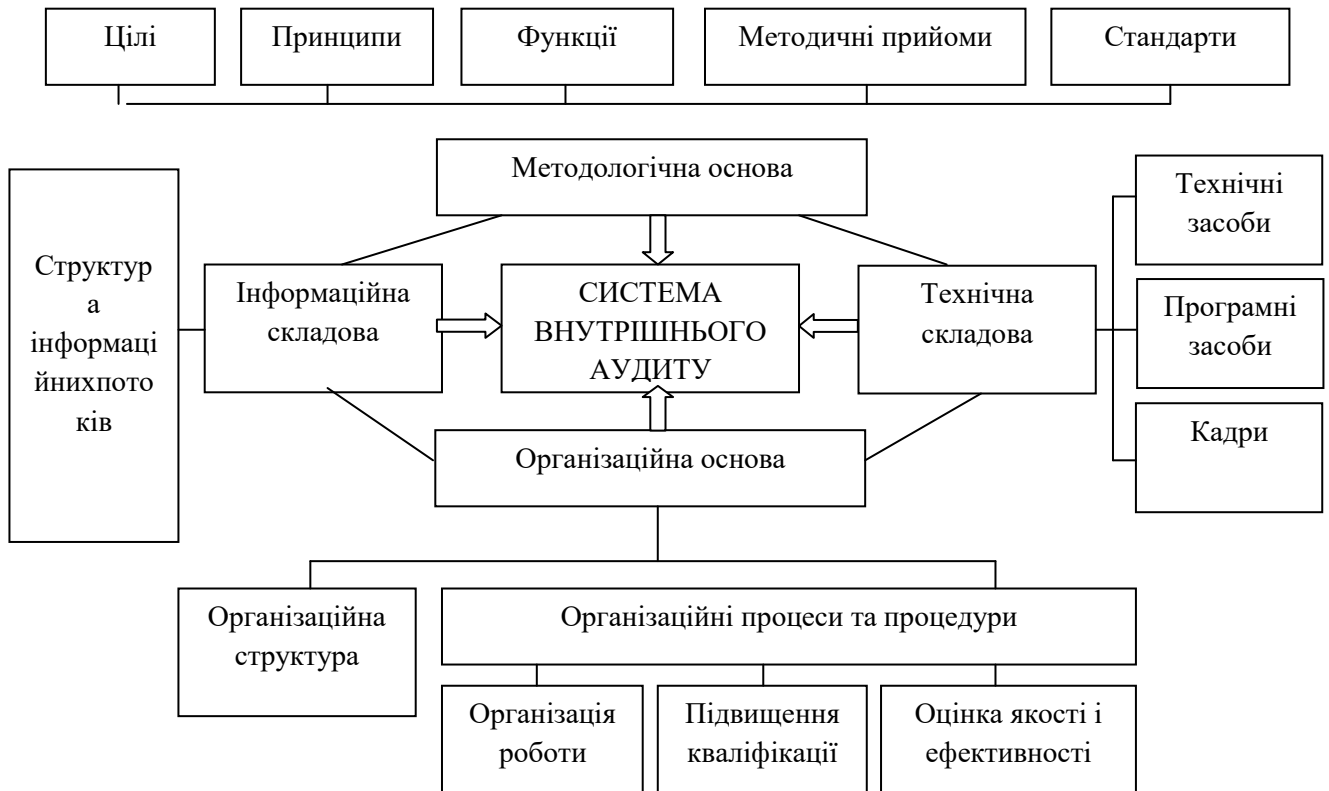 Цілі
Принципи
Функції
Методичні прийоми
Стандарти
Методологічна основа
Структур
а
інформаці
йнихпото
ків
Інформаційна
складова
СИСТЕМА
ВНУТРІШНЬОГО
АУДИТУ
Технічна
складова
Технічні
засоби
Програмні
засоби
Кадри
Організаційна основа
Організаційна
структура
Організаційні процеси та процедури
Організація
роботи
Підвищення
кваліфікації
Оцінка якості і
ефективності